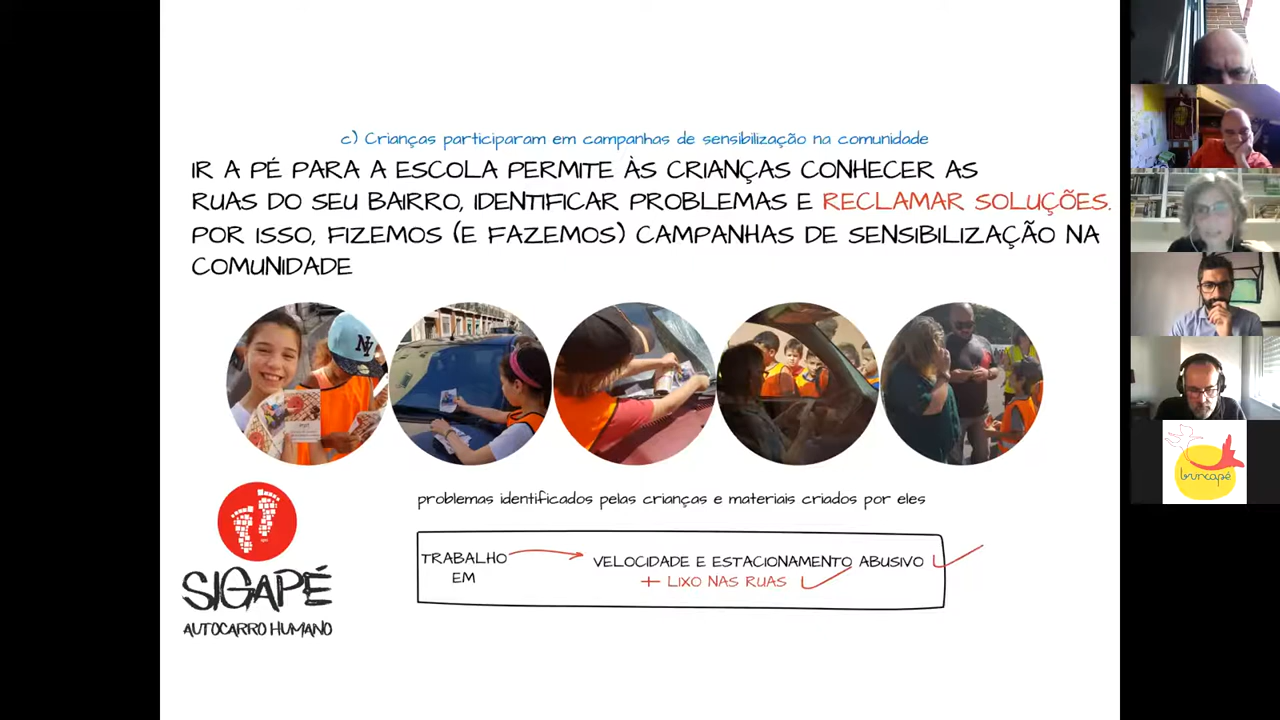 c) Crianças participaram em campanhas de sensibilização na comunidade
IR A PÉ PARA A ESCOLA PERMITE ÀS CRIANÇAS CONHECER AS
RUAS DO SEU BAIRRO, IDENTIFICAR PROBLEMAS E RECLAMAR SOLUÇÕES.
POR ISSO, FIZEMOS (E FAZEMOS) CAMPANHAS DE SENSIBILIZAÇÃO NA
COMUNIDADE
problemas identificados pelas crianças e materiais criados por eles
TRABALHO
EM
VELOCIDADE E ESTACIONAMENTO ABUSIVO
+ LIXO NAS RUAS
SIGAPÉ
AUTOCARRO HUMANO
burcapé